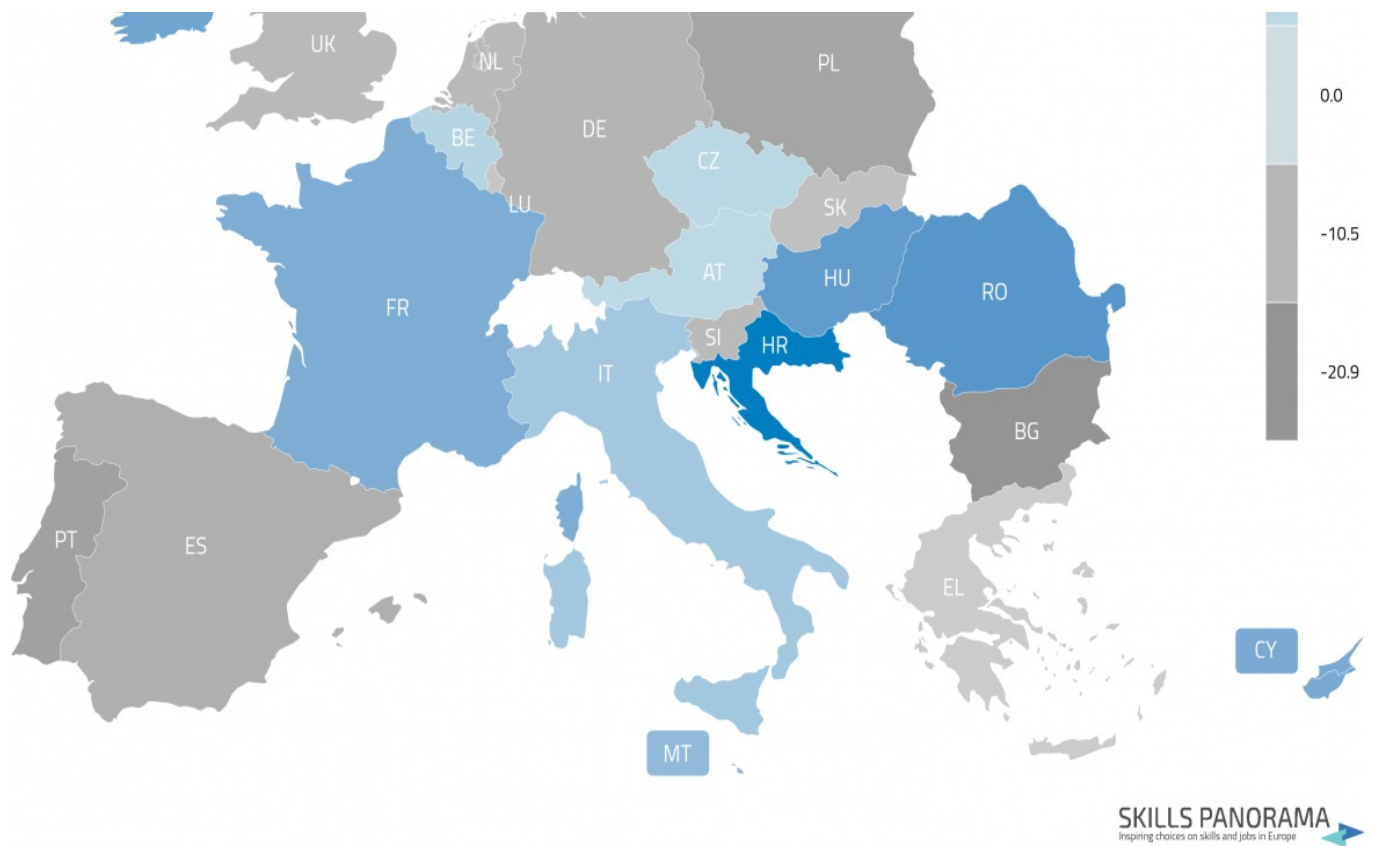 UK
NL
PL
0.0
BE
DE
CZ
LU
SK
-10.5
AT
HU
RO
FR
SI
HR
IT
-20.9
BG
PT
ES
EL
CY
MT
SKILLS PANORAMA
Inspiring choices on skills and jobs in Europe